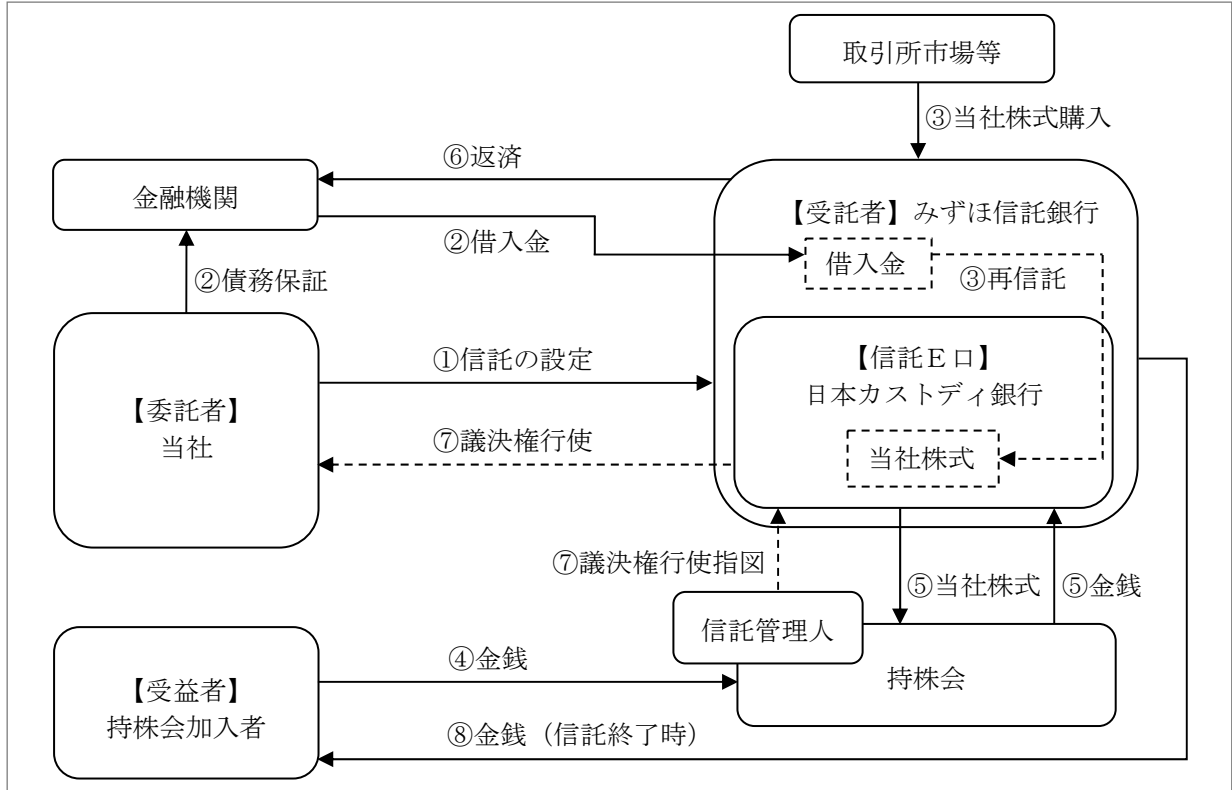 取引所市場等
③当社株式購入
⑥返済
金融機関
【受託者】みずほ信託銀行
②借入金
借入金
③再信託
②債務保証
【信託Ｅ口】
日本カストディ銀行
①信託の設定
【委託者】
当社
⑦議決権行使
当社株式
⑦議決権行使指図
⑤当社株式
⑤金銭
信託管理人
④金銭
持株会
【受益者】
持株会加入者
⑧金銭（信託終了時）